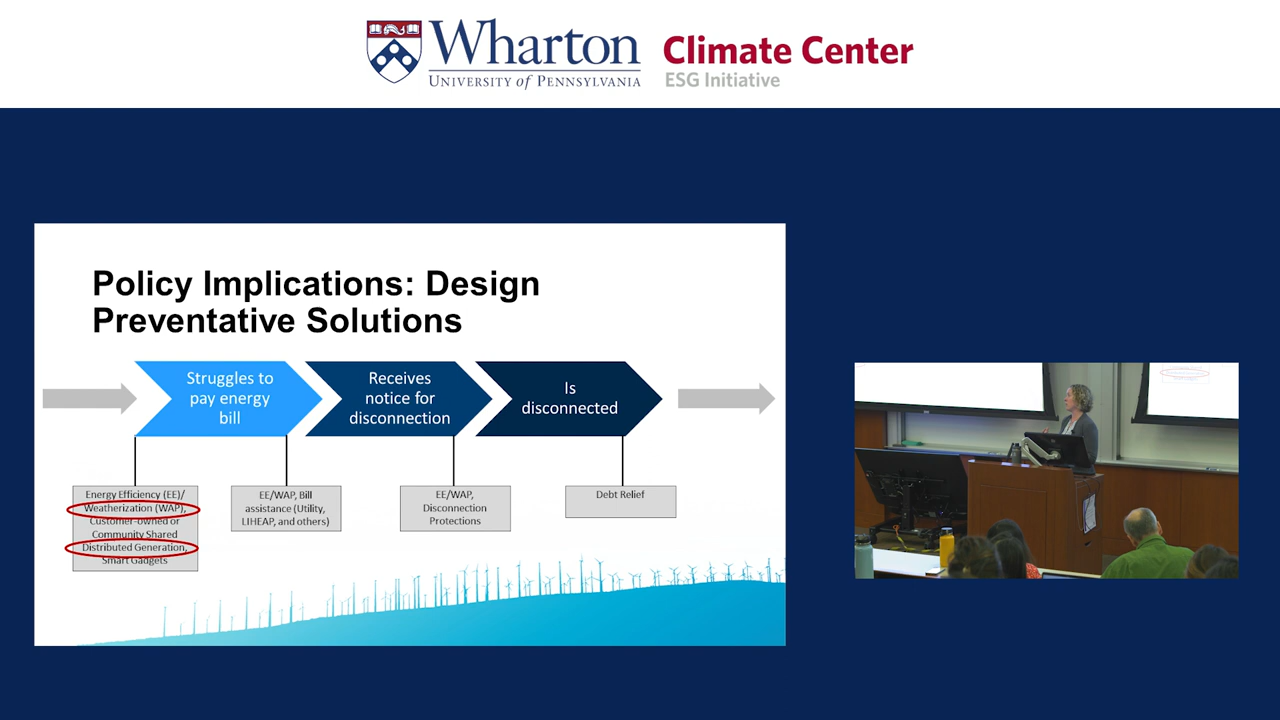 Wharton
UNIVERSITY of PENNSYLVANIA
Climate Center
ESG Initiative
Policy Implications: Design
Preventative Solutions
Struggles to
pay energy
bill
Receives
notice for
disconnection
Is
disconnected
Energy Efficiency (EE)/
Weatherization (WAP),
Customer-owned or
Community Shared
Distributed Generation,
Smart Gadgets
EE/WAP, Bill
assistance (Utility,
LIHEAP, and others)
EE/WAP,
Disconnection
Protections
Debt Relief